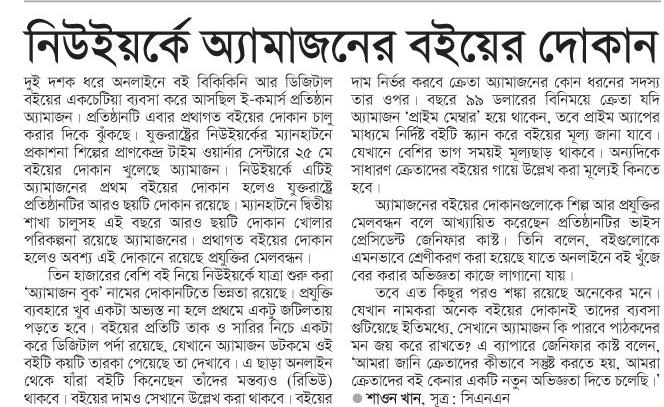 নিউইয়র্কে অ্যামাজনের বইয়ের দোকান
দুই দশক ধরে অনলাইনে বই বিকিকিনি আর ডিজিটাল
বইয়ের একচেটিয়া ব্যবসা করে আসছিল ই-কমার্স প্রতিষ্ঠান
অ্যামাজন। প্রতিষ্ঠানটি এবার প্রথাগত বইয়ের দোকান চালু
করার দিকে ঝুঁকছে। যুক্তরাষ্ট্রের নিউইয়র্কের ম্যানহাটনে
প্রকাশনা শিল্পের প্রাণকেন্দ্র টাইম ওয়ার্নার সেন্টারে ২৫ মে
বইয়ের দোকান খুলেছে অ্যামাজন। নিউইয়র্কে এটিই
অ্যামাজনের প্রথম বইয়ের দোকান হলেও যুক্তরাষ্ট্রে
প্রতিষ্ঠানটির আরও ছয়টি দোকান রয়েছে। ম্যানহাটনে দ্বিতীয়
শাখা চালুসহ এই বছরে আরও ছয়টি দোকান খোলার
পরিকল্পনা রয়েছে অ্যামাজনের। প্রথাগত বইয়ের দোকান
হলেও অবশ্য এই দোকানে রয়েছে প্রযুক্তির মেলবন্ধন।
তিন হাজারের বেশি বই নিয়ে নিউইয়র্কে যাত্রা শুরু করা
‘অ্যামাজন বুক’ নামের দোকানটিতে ভিন্নতা রয়েছে। প্রযুক্তি
ব্যবহারে খুব একটা অভ্যস্ত না হলে প্রথমে একটু জটিলতায়
পড়তে হবে। বইয়ের প্রতিটি তাক ও সারির নিচে একটা
করে ডিজিটাল পর্দা রয়েছে, যেখানে অ্যামাজন ডটকমে ওই
বইটি কয়টি তারকা পেয়েছে তা দেখাবে। এ ছাড়া অনলাইন
থেকে যাঁরা বইটি কিনেছেন তাঁদের মন্তব্যও (রিভিউ)
থাকবে। বইয়ের দামও সেখানে উল্লেখ করা থাকবে। বইয়ের
দাম নির্ভর করবে ক্রেতা অ্যামাজনের কোন ধরনের সদস্য
তার ওপর। বছরে ৯৯ ডলারের বিনিময়ে ক্রেতা যদি
অ্যামাজন ‘প্রাইম মেম্বার’ হয়ে থাকেন, তবে প্রাইম অ্যাপের
মাধ্যমে নির্দিষ্ট বইটি স্ক্যান করে বইয়ের মূল্য জানা যাবে।
যেখানে বেশির ভাগ সময়ই মূল্যছাড় থাকবে। অন্যদিকে
সাধারণ ক্রেতাদের বইয়ের গায়ে উল্লেখ করা মূল্যেই কিনতে
হবে।
অ্যামাজনের বইয়ের দোকানগুলোকে শিল্প আর প্রযুক্তির
মেলবন্ধন বলে আখ্যায়িত করেছেন প্রতিষ্ঠানটির ভাইস
প্রেসিডেন্ট জেনিফার কাস্ট। তিনি বলেন, বইগুলোকে
এমনভাবে শ্রেণীকরণ করা হয়েছে যাতে অনলাইনে বই খুঁজে
বের করার অভিজ্ঞতা কাজে লাগানো যায়।
তবে এত কিছুর পরও শঙ্কা রয়েছে অনেকের মনে।
যেখান নামকরা অনেক বইয়ের দোকানই তাদের ব্যবসা
গুটিয়েছে ইতিমধ্যে, সেখানে অ্যামাজন কি পারবে পাঠকদের
মন জয় করে রাখতে? এ ব্যাপারে জেনিফার কাস্ট বলেন,
‘আমরা জানি ক্রেতাদের কীভাবে সন্তুষ্ট করতে হয়, আমরা
ক্রেতাদের বই কেনার একটি নতুন অভিজ্ঞতা দিতে চলেছি।’
● শাওন খান, সূত্র: সিএনএন